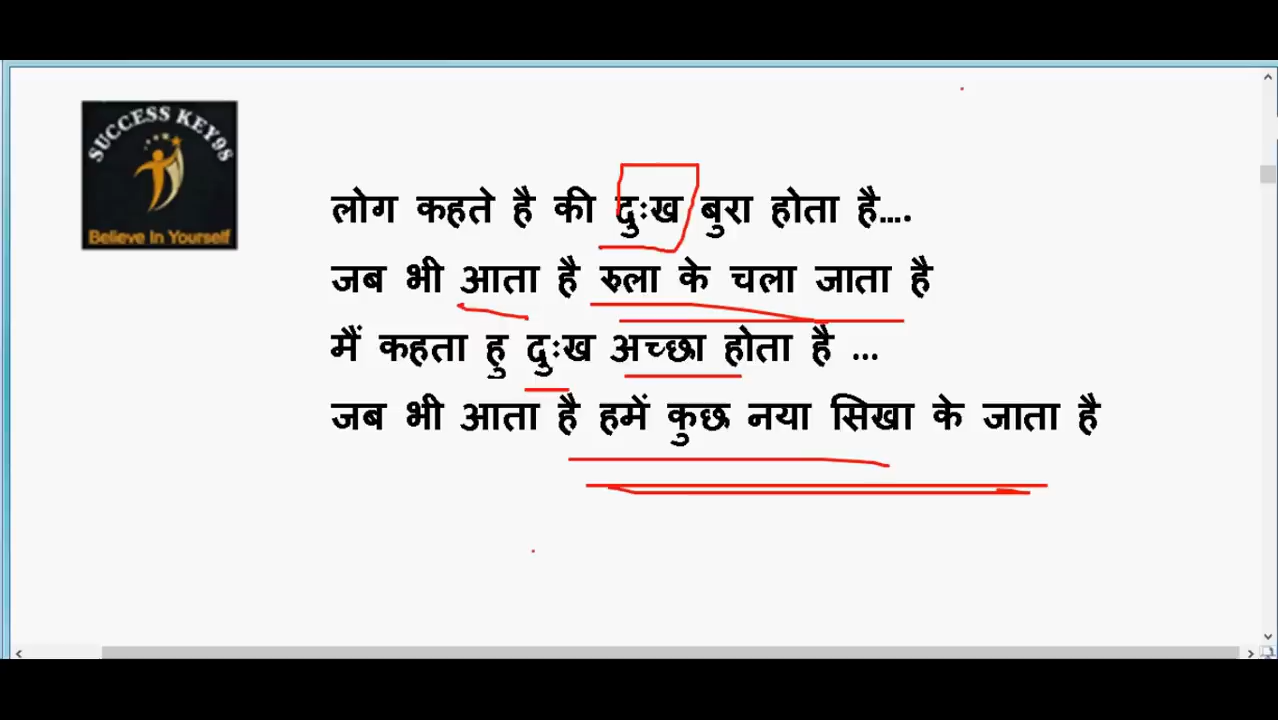 SUCCESS KEY98
Believe In Yourself
लोग कहते है की दुःख बुरा होता है....
जब भी आता है रुला के चला जाता है
मैं कहता हु दुःख अच्छा होता है ...
जब भी आता है हमें कुछ नया सिखा के जाता है